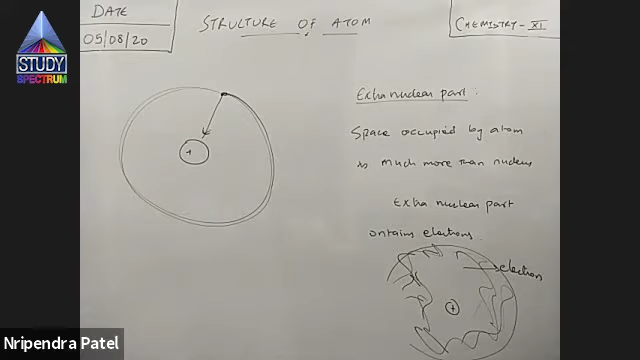 DATE
05/08/20
STRUCTURE OF ATOM
CHEMISTRY - XI
STUDY
SPECTRUM
Extra nuclear part :
Space occupied by atom
is much more than nucleus
Extra nuclear part
contains electrons.
electron
+
+
Nripendra Patel